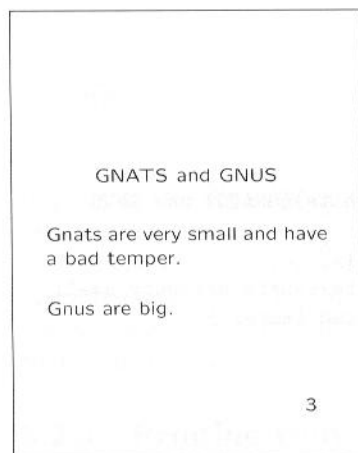 GNATS and GNUS
Gnats are very small and have
a bad temper.
Gnus are big.
3